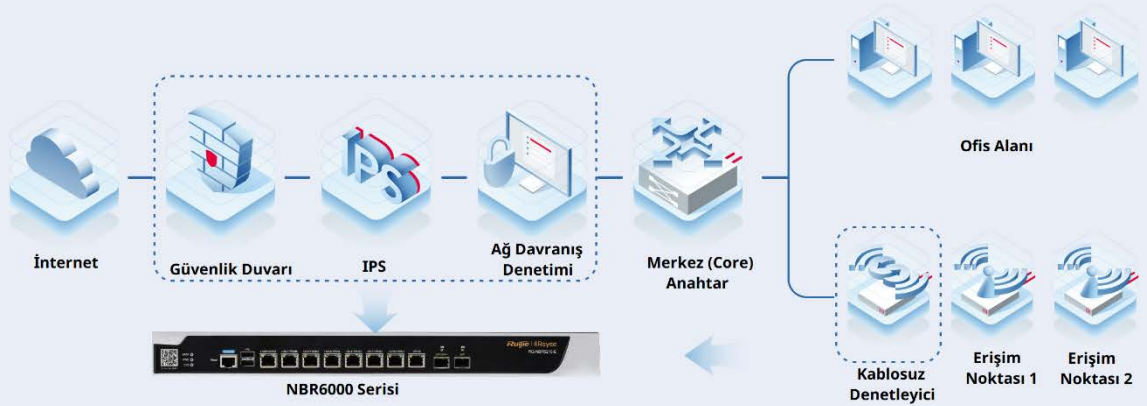 IPS
Ofis Alanı
İnternet
Güvenlik Duvarı
IPS
Ağ Davranış
Denetimi
Merkez (Core)
Anahtar
Ruijie Reyee
NBR6000 Serisi
Kablosuz
Denetleyici
Erişim
Noktası 1
Erişim
Noktası 2